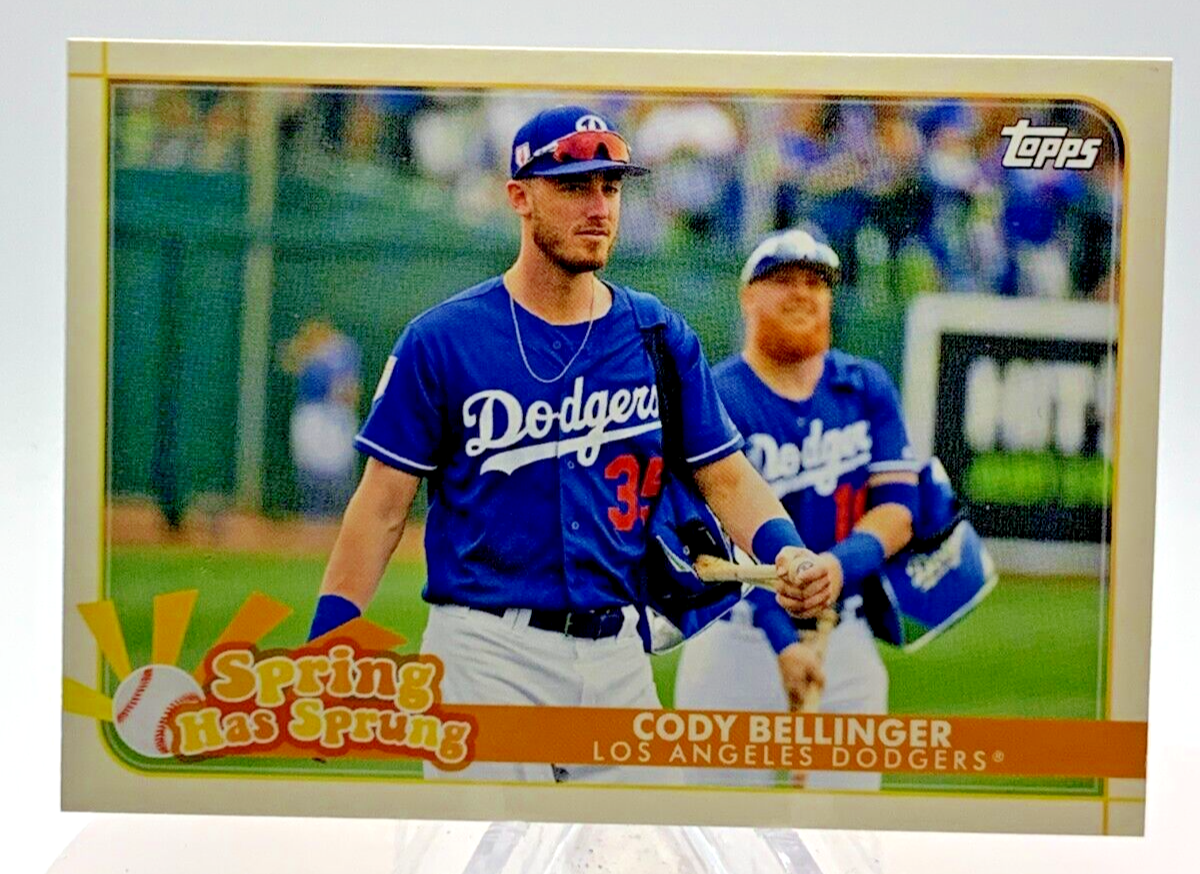 Topps
Dodgers
35
Dodgers
Spring
Has Sprung
CODY BELLINGER
LOS ANGELES DODGERS®